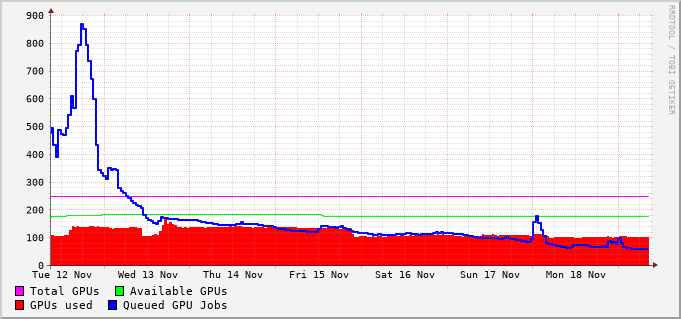 900
800
700
600
500
400
300
200
100
0
Tue 12 Nov Wed 13 Nov Thu 14 Nov Fri 15 Nov Sat 16 Nov Sun 17 Nov Mon 18 Nov
Total GPUs Available GPUs
GPUs used Queued GPU Jobs
RRDTOOL / TOBI OETIKER